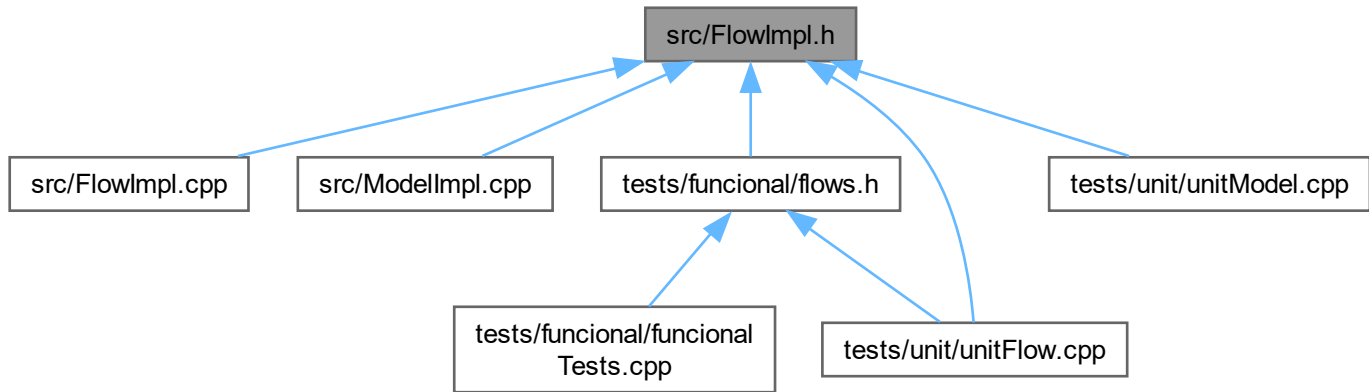 src/FlowImpl.h
src/FlowImpl.cpp
src/ModelImpl.cpp
tests/funcional/flows.h
tests/unit/unitModel.cpp
tests/funcional/funcional
Tests.cpp
tests/unit/unitFlow.cpp